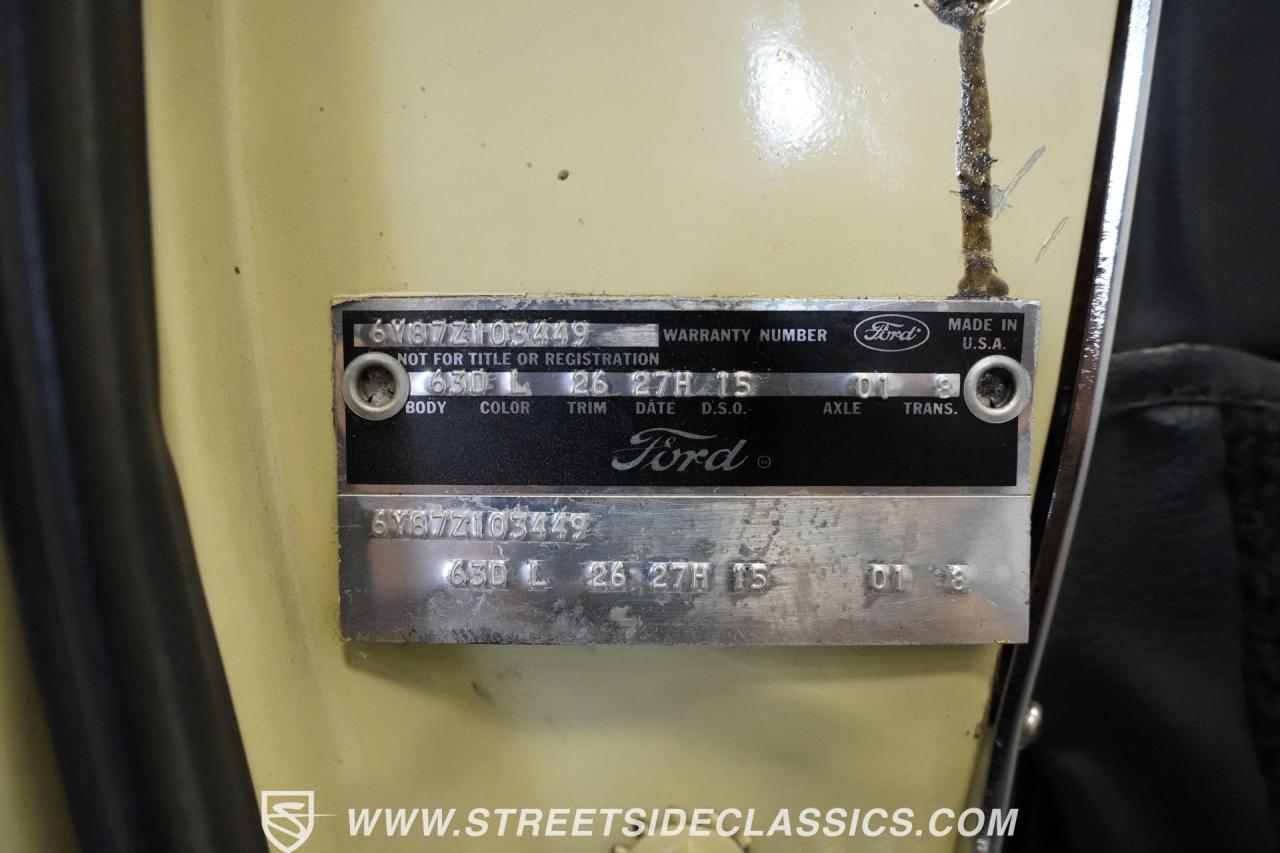 6Y87Z103449 WARRANTY NUMBER Ford MADE IN U.S.A.
NOT FOR TITLE OR REGISTRATION
63D L 26 27H 15 01 8
BODY COLOR TRIM DATE D.S.O. AXLE TRANS.
Ford
6Y87Z103449
63D L 26 27H 15 01 8
WWW.STREETSIDECLASSICS.COM